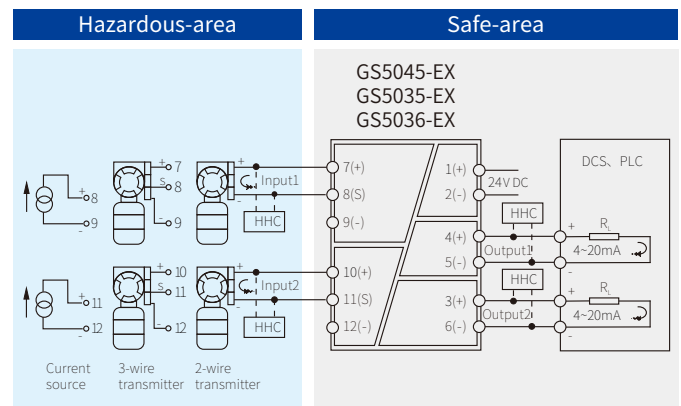 Hazardous-area
Safe-area
GS5045-EX
GS5035-EX
GS5036-EX
+
7
S
8
-
9
+
8
-
9
+
-
Input1
HHC
7(+)
8(S)
9(-)
1(+)
2(-)
24V DC
HHC
4(+)
Output1
5(-)
DCS、PLC
+
RL
4~20mA
-
+
10
S
11
-
12
+
11
-
12
+
-
Input2
HHC
10(+)
11(S)
12(-)
HHC
3(+)
Output2
6(-)
+
RL
4~20mA
-
Current
source
3-wire
transmitter
2-wire
transmitter